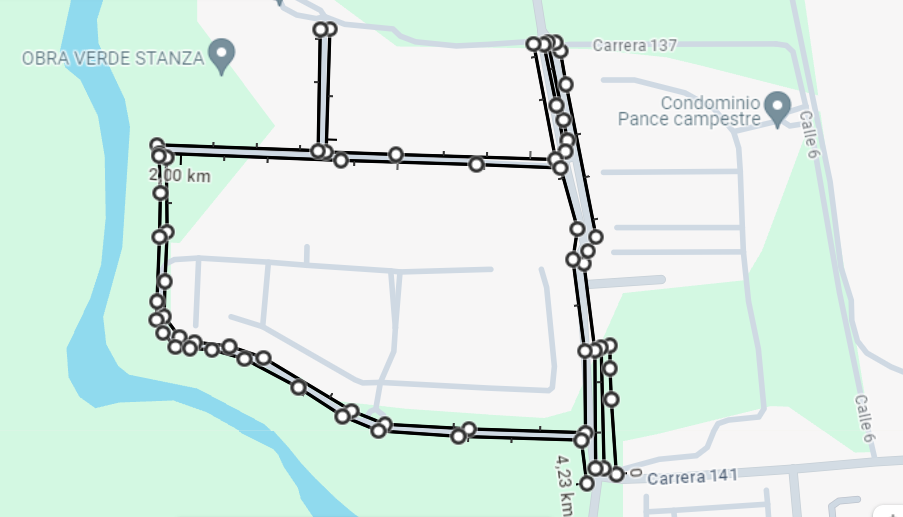 Carrera 137
OBRA VERDE STANZA
Condominio
Pance campestre
Calle 6
2,00 km
Calle 6
4,23 km
0
Carrera 141